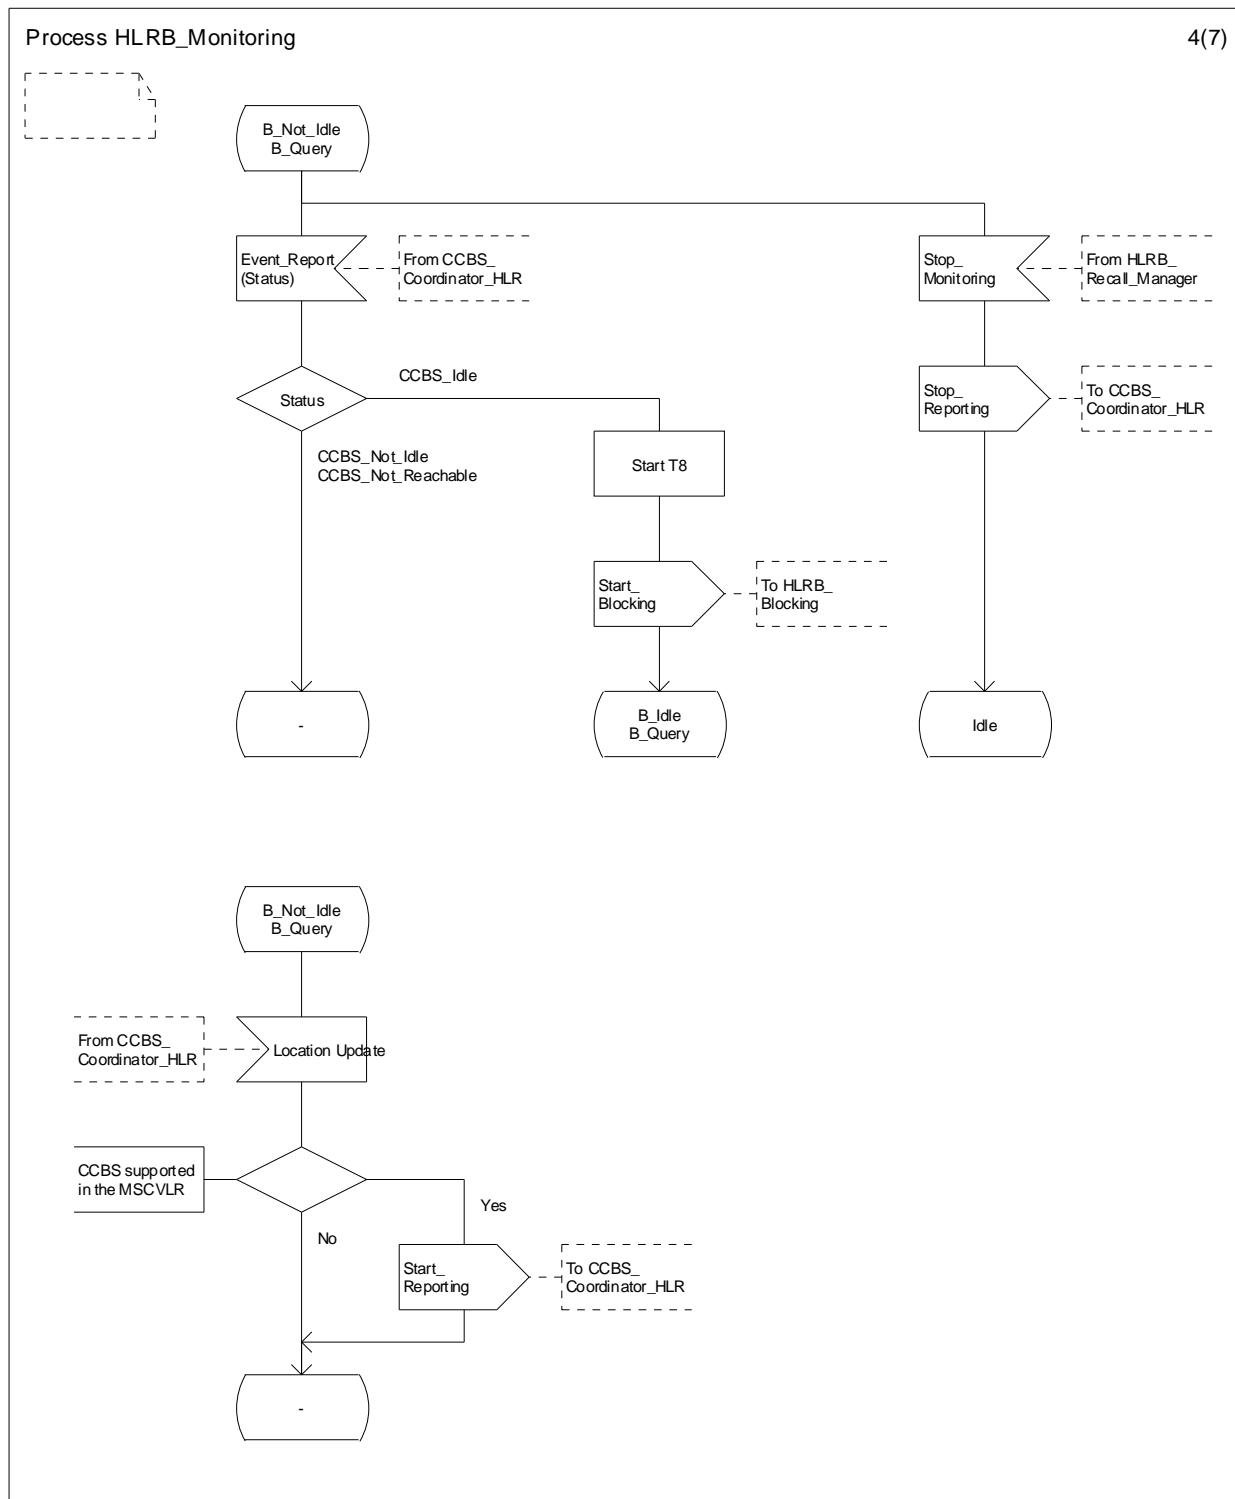 Process HLRB_Monitoring
4(7)
B_Not_Idle
B_Query
Event_Report
(Status)
From CCBS_
Coordinator_HLR
Stop_
Monitoring
From HLRB_
Recall_Manager
Status
CCBS_Idle
Stop_
Reporting
To CCBS_
Coordinator_HLR
CCBS_Not_Idle
CCBS_Not_Reachable
Start T8
Start_
Blocking
To HLRB_
Blocking
-
B_Idle
B_Query
Idle
B_Not_Idle
B_Query
From CCBS_
Coordinator_HLR
Location Update
CCBS supported
in the MSCVLR
Yes
No
Start_
Reporting
To CCBS_
Coordinator_HLR
-